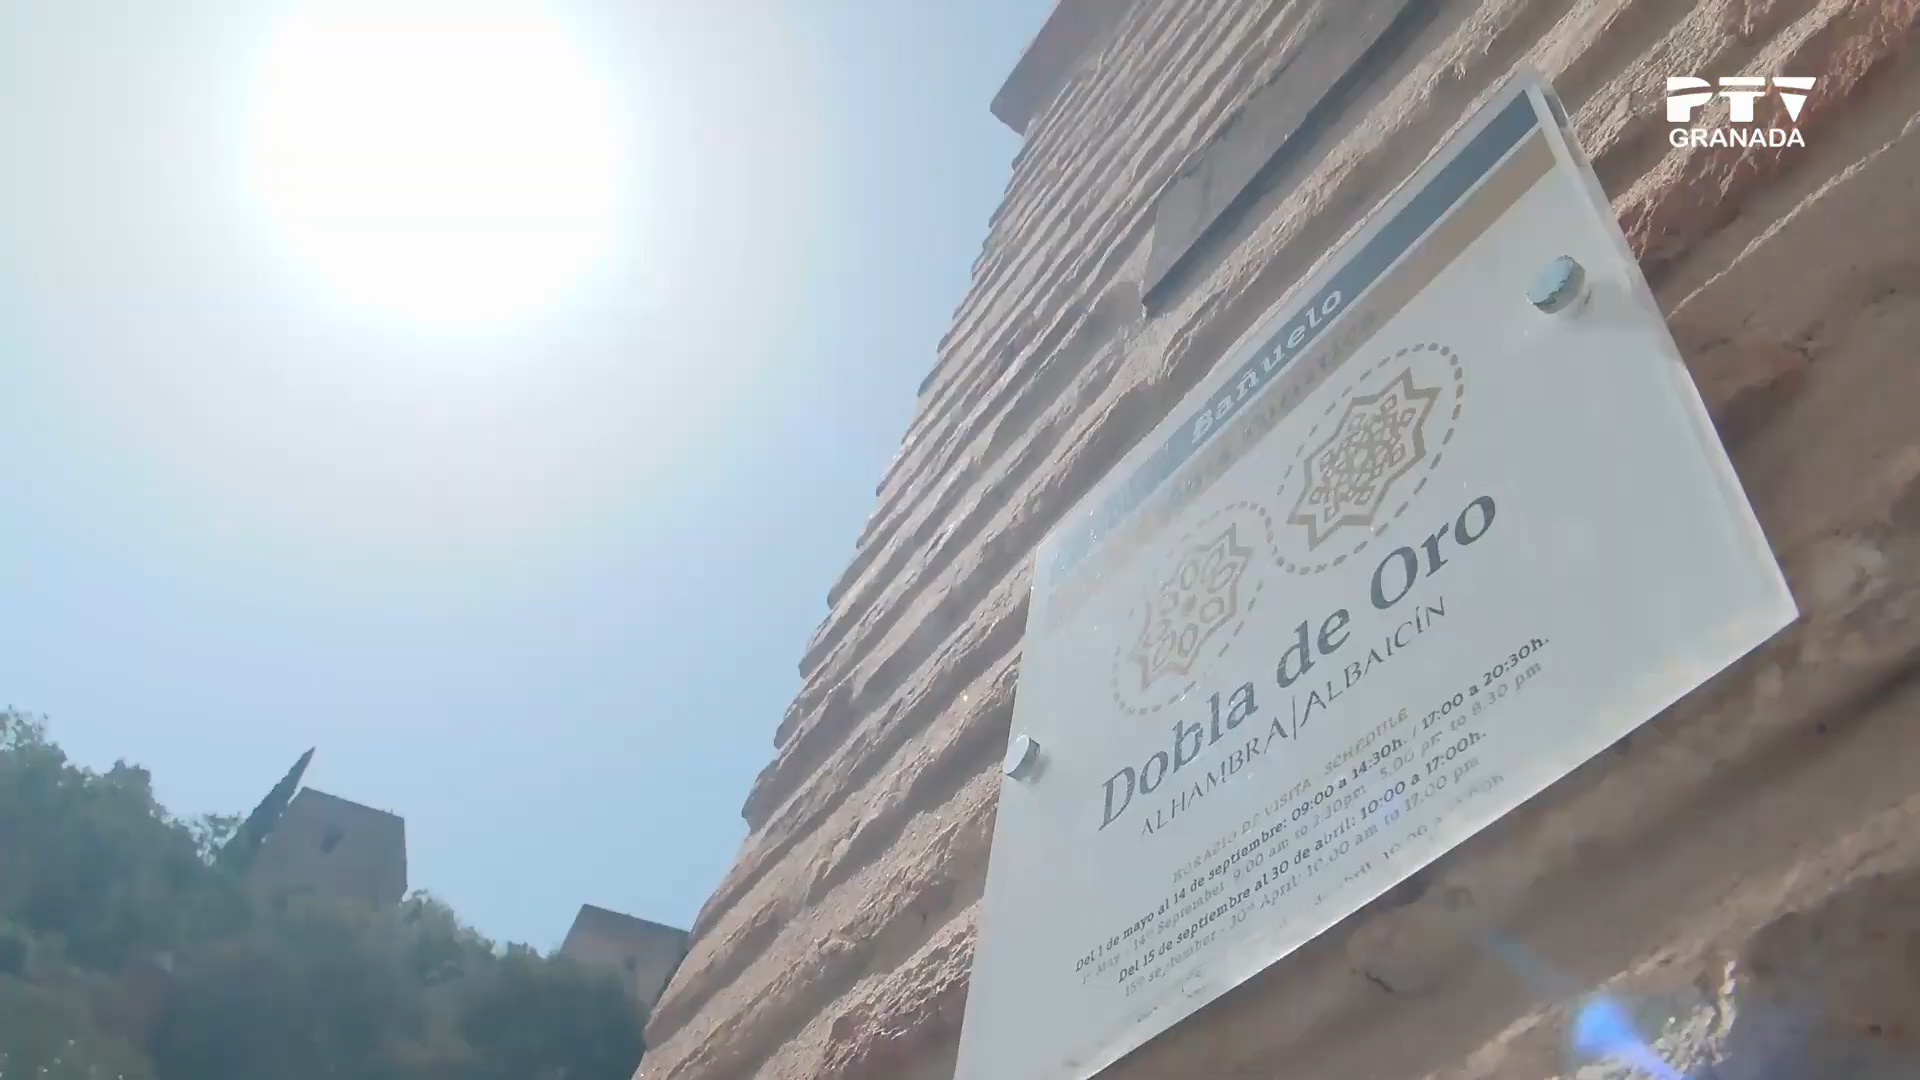 PTV
GRANADA
Bañuelo
Dobla de Oro
ALHAMBRA|ALBAICÍN
HORARIO DE VISITA SCHEDULE
Del 1 de mayo al 14 de septiembre: 09:00 a 14:30h. / 17:00 a 20:30h.
1st May - 14th September 9:00 am to 2:30pm 5.00 pm to 8.30 pm
Del 15 de septiembre al 30 de abril: 10:00 a 17:00h.
15th september - 30th April: 10.00 am to 17.00 pm